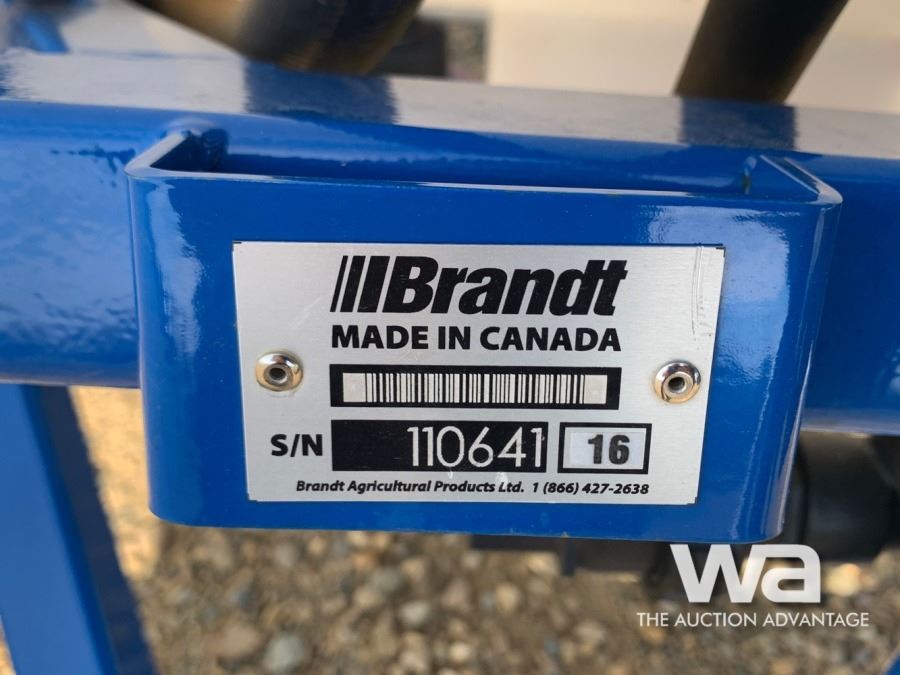 Brandt
MADE IN CANADA
S/N 110641 16
Brandt Agricultural Products Ltd. 1 (866) 427-2638
wa
THE AUCTION ADVANTAGE